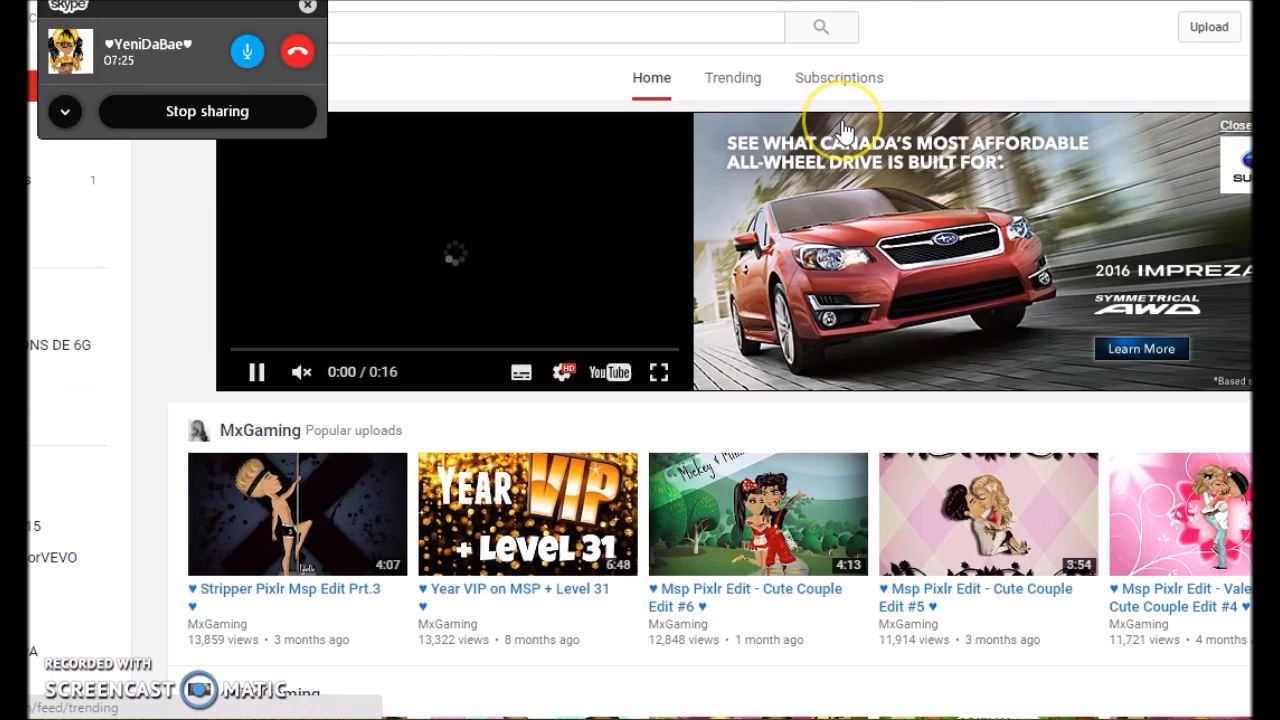 skype
♥YeniDaBae♥
07:25
Stop sharing
Upload
Home Trending Subscriptions
1
SEE WHAT CANADA'S MOST AFFORDABLE
ALL-WHEEL DRIVE IS BUILT FOR*.
Close
SU
2016 IMPREZA
SYMMETRICAL
AWD
Learn More
*Based
0:00 / 0:16
HD
YouTube
NS DE 6G
MxGaming Popular uploads
15
orVEVO
YEAR VIP
+ LEVEL 31
Mickey &
4:07
6:48
4:13
3:54
♥ Stripper Pixlr Msp Edit Prt.3
♥
MxGaming
13,859 views • 3 months ago
♥ Year VIP on MSP + Level 31
♥
MxGaming
13,322 views • 8 months ago
♥ Msp Pixlr Edit - Cute Couple
Edit #6 ♥
MxGaming
12,848 views • 1 month ago
♥ Msp Pixlr Edit - Cute Couple
Edit #5 ♥
MxGaming
11,914 views • 3 months ago
♥ Msp Pixlr Edit - Vale
Cute Couple Edit #4 ♥
MxGaming
11,721 views • 4 months
RECORDED WITH
SCREENCAST MATIC
/feed/trending